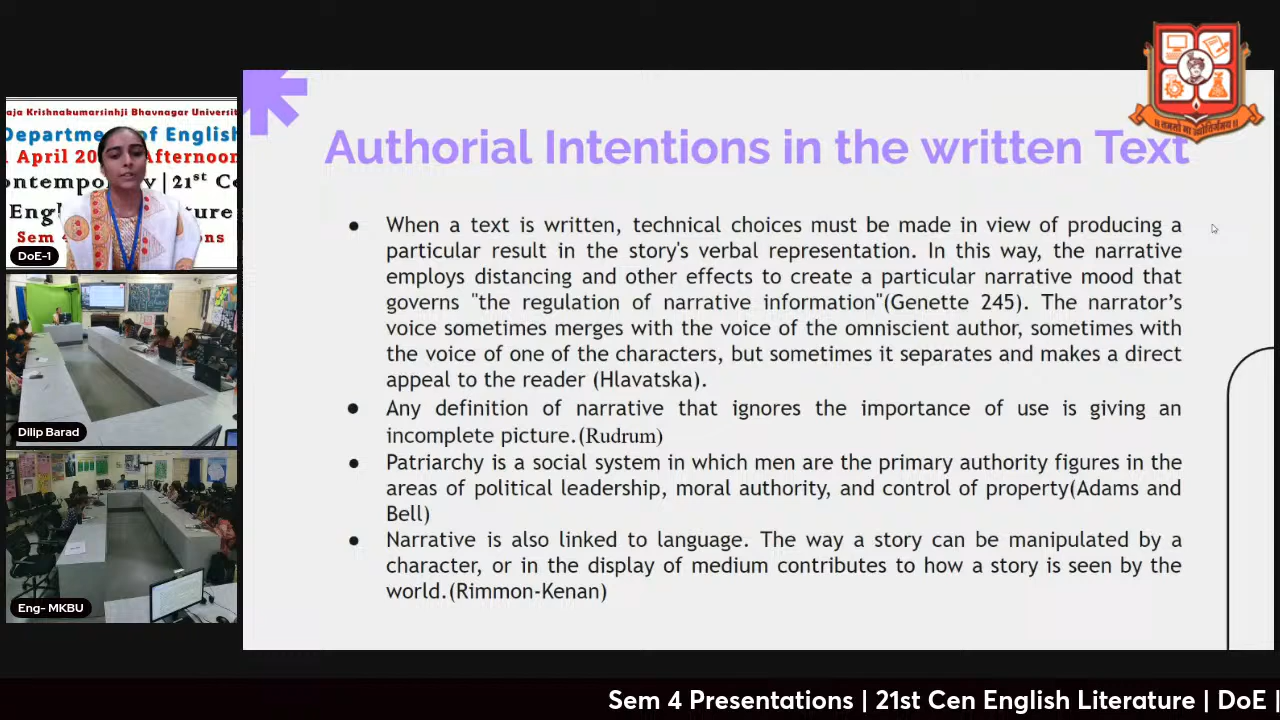 aja Krishnakumarsinhji Bhavnagar Universit
Department of English
April 20 Afternoon
ontempo y | 21st Ce
Engl ture
Sem 4 ons
DoE-1
Dilip Barad
Eng- MKBU
Authorial Intentions in the written Text
● When a text is written, technical choices must be made in view of producing a
particular result in the story's verbal representation. In this way, the narrative
employs distancing and other effects to create a particular narrative mood that
governs "the regulation of narrative information"(Genette 245). The narrator’s
voice sometimes merges with the voice of the omniscient author, sometimes with
the voice of one of the characters, but sometimes it separates and makes a direct
appeal to the reader (Hlavatska).
● Any definition of narrative that ignores the importance of use is giving an
incomplete picture.(Rudrum)
● Patriarchy is a social system in which men are the primary authority figures in the
areas of political leadership, moral authority, and control of property(Adams and
Bell)
● Narrative is also linked to language. The way a story can be manipulated by a
character, or in the display of medium contributes to how a story is seen by the
world.(Rimmon-Kenan)
Sem 4 Presentations | 21st Cen English Literature | DoE |